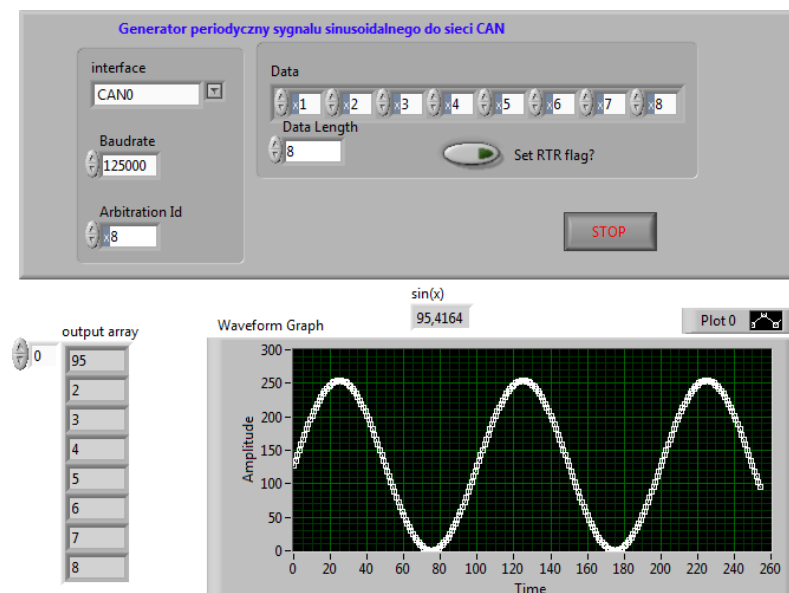 Generator periodyczny sygnalu sinusoidalnego do sieci CAN
interface
CAN0
Baudrate
125000
Arbitration Id
x8
Data
x1 x2 x3 x4 x5 x6 x7 x8
Data Length
8
Set RTR flag?
STOP
sin(x)
95,4164
output array
0
95
2
3
4
5
6
7
8
Waveform Graph
Plot 0
Amplitude
300
250
200
150
100
50
0
0 20 40 60 80 100 120 140 160 180 200 220 240 260
Time